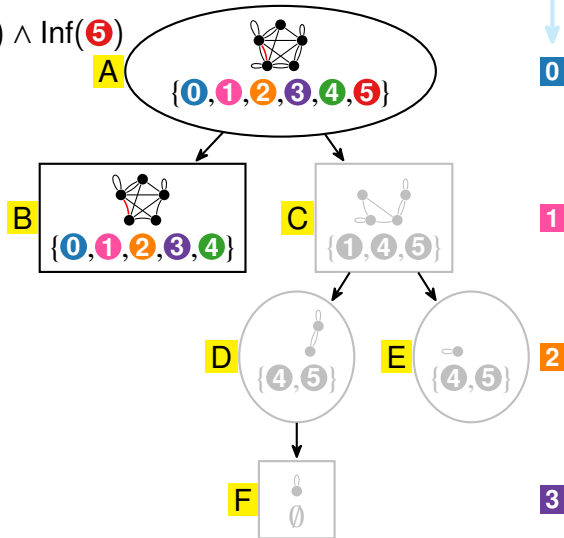 ) ∧ Inf(5)
A
{0,1,2,3,4,5}
0
B
{0,1,2,3,4}
C
{1,4,5}
1
D
{4,5}
E
{4,5}
2
F
∅
3